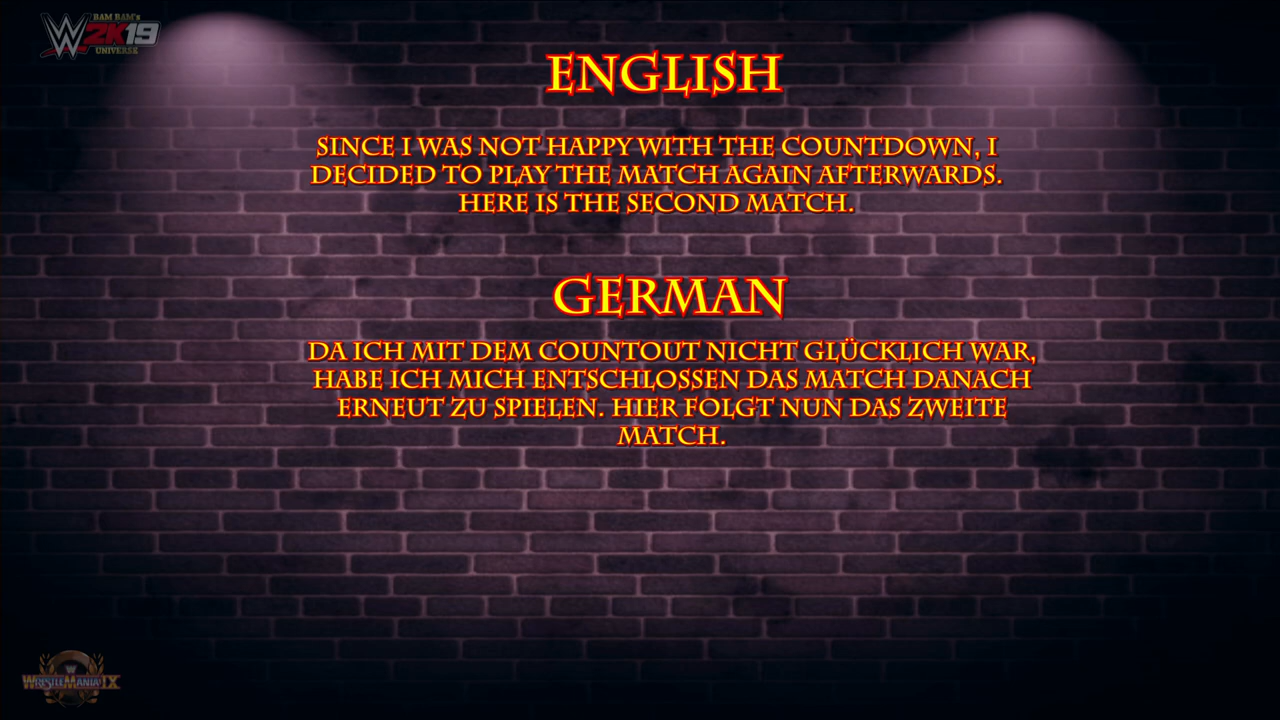 BAM BAM's
W 2K19
UNIVERSE
ENGLISH
SINCE I WAS NOT HAPPY WITH THE COUNTDOWN, I
DECIDED TO PLAY THE MATCH AGAIN AFTERWARDS.
HERE IS THE SECOND MATCH.
GERMAN
DA ICH MIT DEM COUNTOUT NICHT GLÜCKLICH WAR,
HABE ICH MICH ENTSCHLOSSEN DAS MATCH DANACH
ERNEUT ZU SPIELEN. HIER FOLGT NUN DAS ZWEITE
MATCH.
WRESTLEMANIA IX